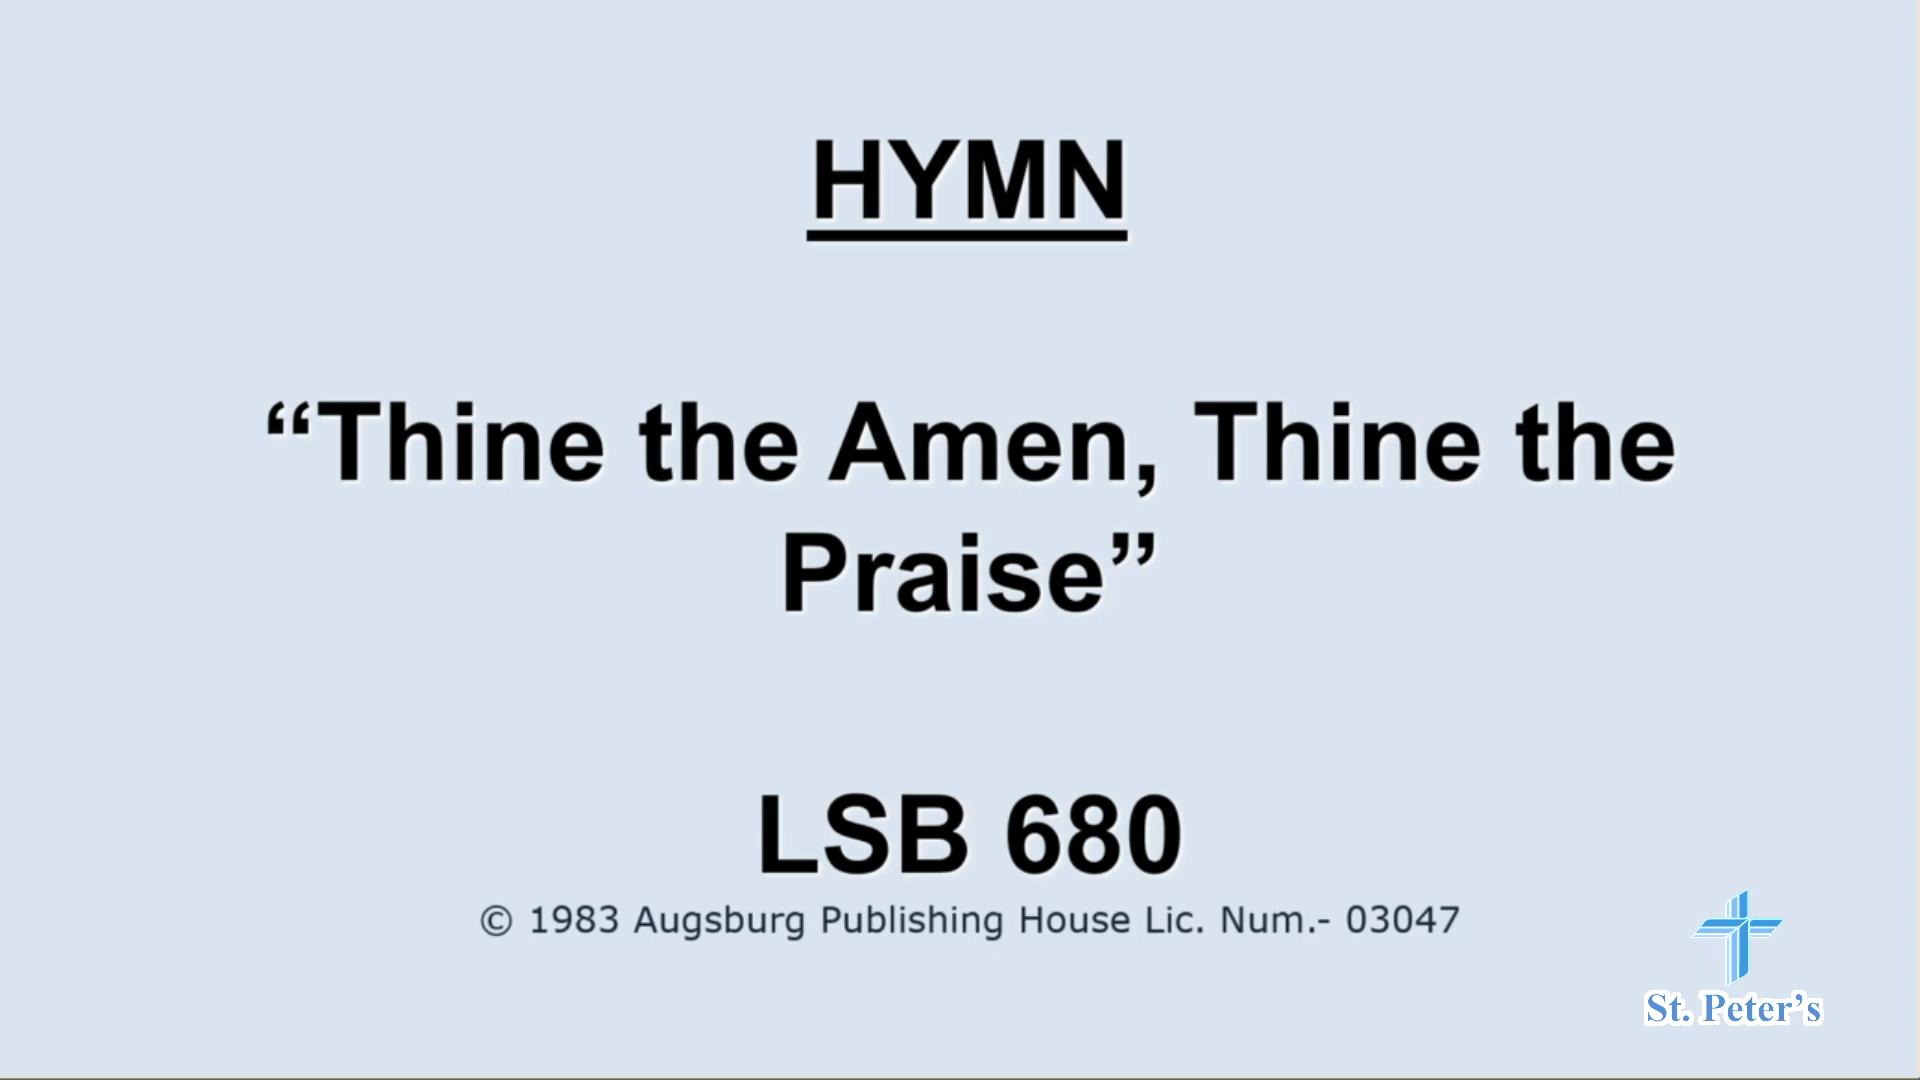 HYMN
“Thine the Amen, Thine the
Praise”
LSB 680
© 1983 Augsburg Publishing House Lic. Num.- 03047
St. Peter’s